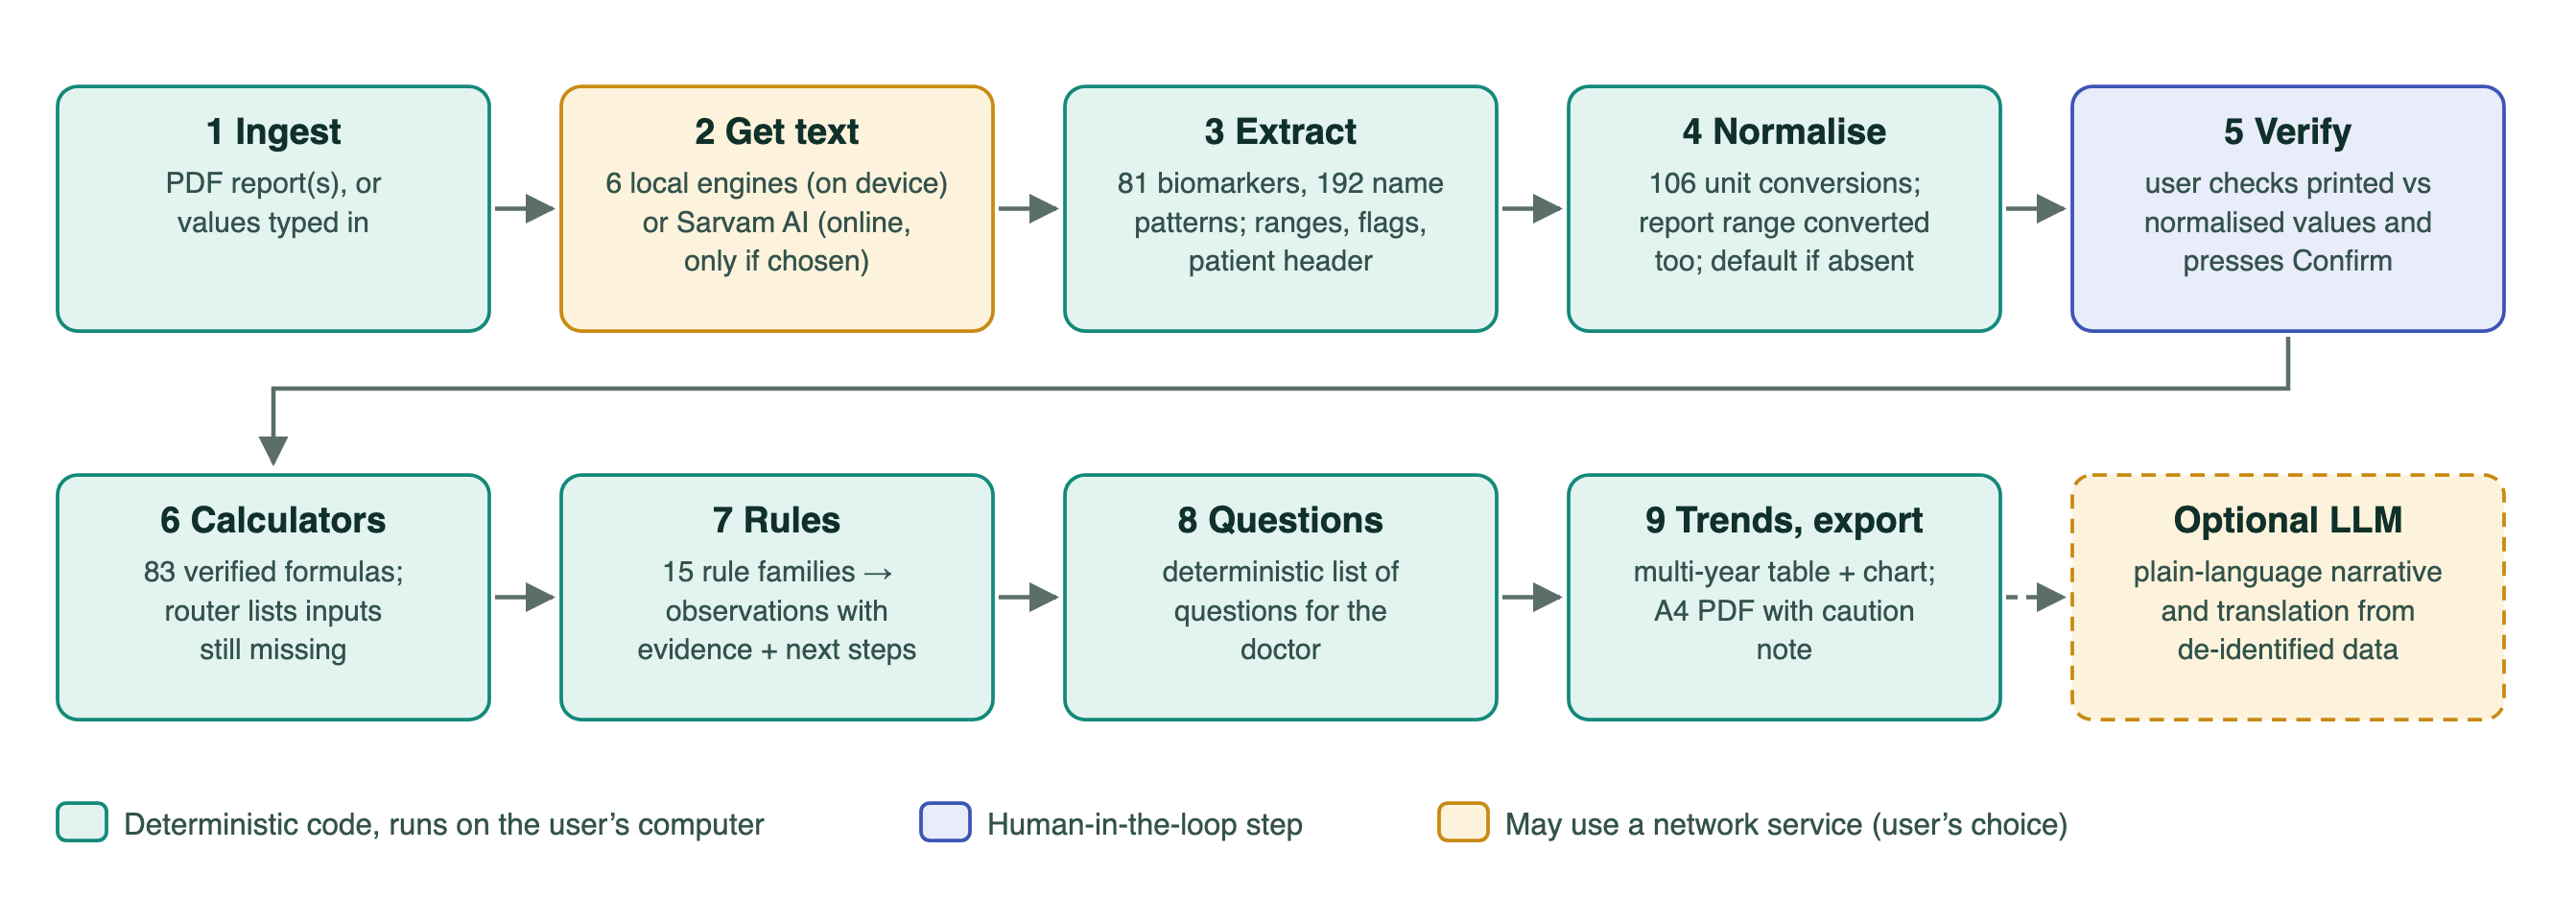 1 Ingest
PDF report(s), or
values typed in
2 Get text
6 local engines (on device)
or Sarvam AI (online,
only if chosen)
3 Extract
81 biomarkers, 192 name
patterns; ranges, flags,
patient header
4 Normalise
106 unit conversions;
report range converted
too; default if absent
5 Verify
user checks printed vs
normalised values and
presses Confirm
6 Calculators
83 verified formulas;
router lists inputs
still missing
7 Rules
15 rule families →
observations with
evidence + next steps
8 Questions
deterministic list of
questions for the
doctor
9 Trends, export
multi-year table + chart;
A4 PDF with caution
note
Optional LLM
plain-language narrative
and translation from
de-identified data
Deterministic code, runs on the user’s computer
Human-in-the-loop step
May use a network service (user’s choice)